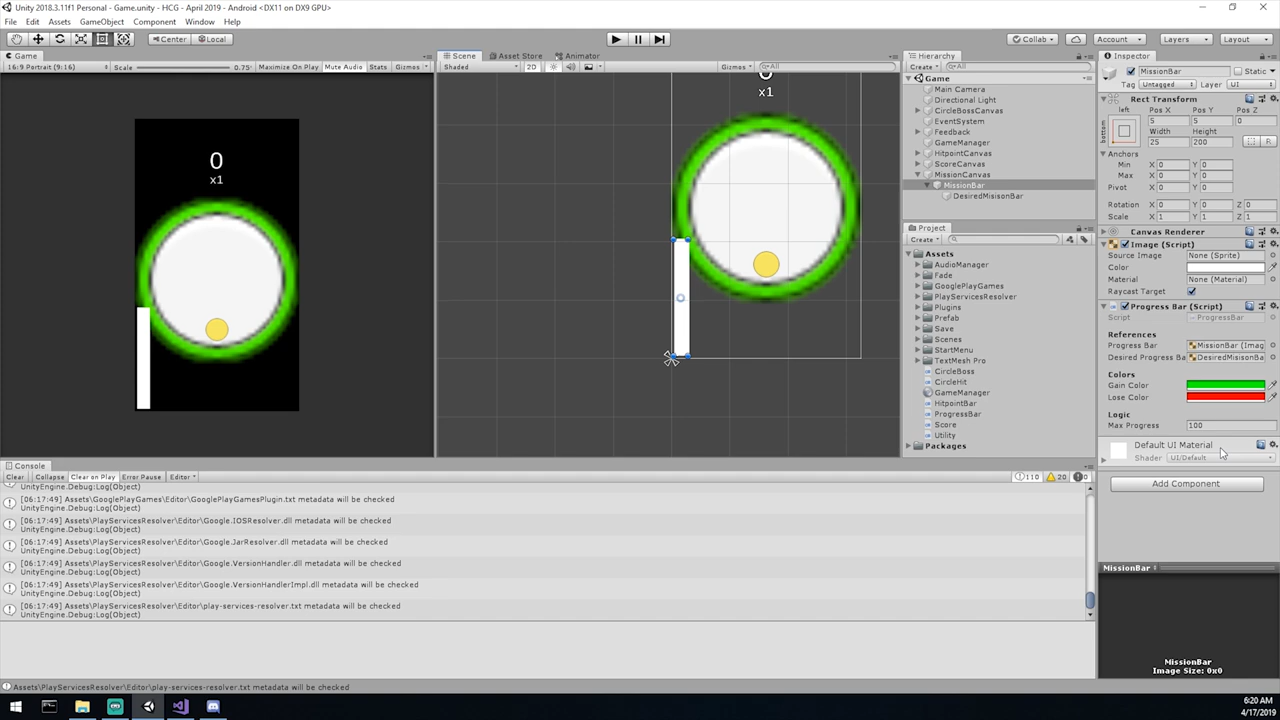 Unity 2018.3.11f1 Personal - Game.unity - HCG - April 2019 - Android <DX11 on DX9 GPU>
File Edit Assets GameObject Component Window Help
Center Local Collab Account Layers Layout
Game
16:9 Portrait (9:16) Scale 0.75 Maximize On Play Mute Audio Stats Gizmos
0
x1
Scene Asset Store Animator
Shaded 2D Gizmos All
x1
Hierarchy
Create All
Game
Main Camera
Directional Light
CircleBossCanvas
EventSystem
Feedback
GameManager
HitpointCanvas
ScoreCanvas
MissionCanvas
MissionBar
DesiredMisisonBar
Project
Create
Assets
AudioManager
Fade
GooglePlayGames
PlayServicesResolver
Plugins
Prefab
Save
Scenes
StartMenu
TextMesh Pro
CircleBoss
CircleHit
GameManager
HitpointBar
ProgressBar
Score
Utility
Packages
Inspector
MissionBar Static
Tag Untagged Layer UI
Rect Transform
left Pos X Pos Y Pos Z
bottom 5 5 0
Width Height
25 200 R
Anchors
Min X 0 Y 0
Max X 0 Y 0
Pivot X 0 Y 0
Rotation X 0 Y 0 Z 0
Scale X 1 Y 1 Z 1
Canvas Renderer
Image (Script)
Source Image None (Sprite)
Color
Material None (Material)
Raycast Target
Progress Bar (Script)
Script ProgressBar
References
Progress Bar MissionBar (Imag
Desired Progress Ba DesiredMisisonBa
Colors
Gain Color
Lose Color
Logic
Max Progress 100
Default UI Material
Shader UI/Default
Add Component
MissionBar
MissionBar
Image Size: 0x0
Console
Clear Collapse Clear on Play Error Pause Editor 110 20 0
UnityEngine.Debug:Log(Object)
[06:17:49] Assets\GooglePlayGames\Editor\GooglePlayGamesPlugin.txt metadata will be checked
UnityEngine.Debug:Log(Object)
[06:17:49] Assets\PlayServicesResolver\Editor\Google.IOSResolver.dll metadata will be checked
UnityEngine.Debug:Log(Object)
[06:17:49] Assets\PlayServicesResolver\Editor\Google.JarResolver.dll metadata will be checked
UnityEngine.Debug:Log(Object)
[06:17:49] Assets\PlayServicesResolver\Editor\Google.VersionHandler.dll metadata will be checked
UnityEngine.Debug:Log(Object)
[06:17:49] Assets\PlayServicesResolver\Editor\Google.VersionHandlerImpl.dll metadata will be checked
UnityEngine.Debug:Log(Object)
[06:17:49] Assets\PlayServicesResolver\Editor\play-services-resolver.txt metadata will be checked
UnityEngine.Debug:Log(Object)
Assets\PlayServicesResolver\Editor\play-services-resolver.txt metadata will be checked
6:20 AM
4/17/2019